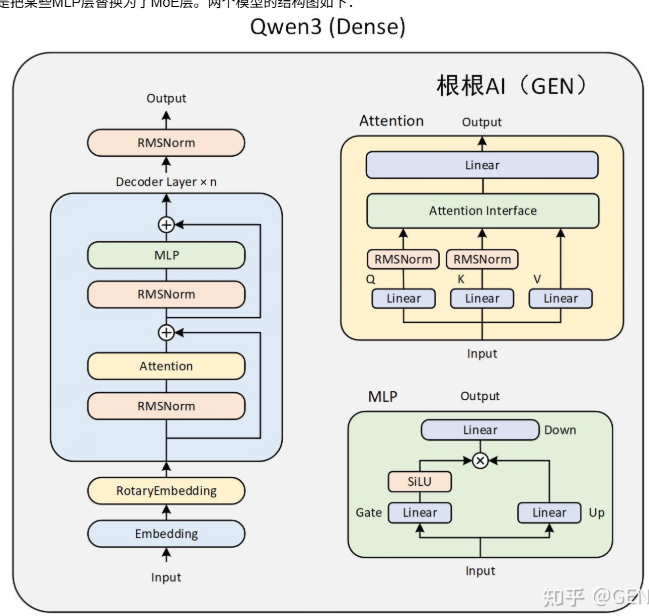 是把某些MLP层替换为了MoE层。两个模型的结构图如下：
Qwen3 (Dense)
根根AI（GEN）
Output
RMSNorm
Decoder Layer × n
MLP
RMSNorm
Attention
RMSNorm
RotaryEmbedding
Embedding
Input
Attention
Output
Linear
Attention Interface
RMSNorm
RMSNorm
Q
K
V
Linear
Linear
Linear
Input
MLP
Output
Linear
Down
SiLU
Gate
Linear
Linear
Up
Input
知乎 @GEN